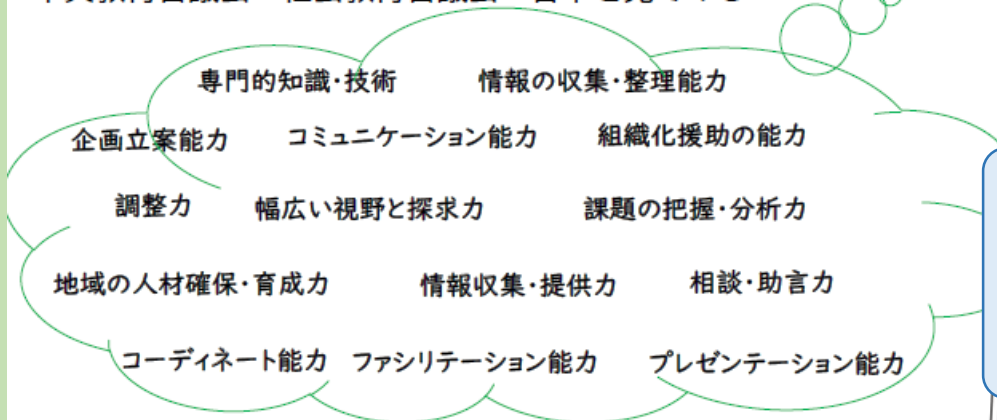 専門的知識・技術 情報の収集・整理能力
企画立案能力 コミュニケーション能力 組織化援助の能力
調整力 幅広い視野と探求力 課題の把握・分析力
地域の人材確保・育成力 情報収集・提供力 相談・助言力
コーディネート能力 ファシリテーション能力 プレゼンテーション能力